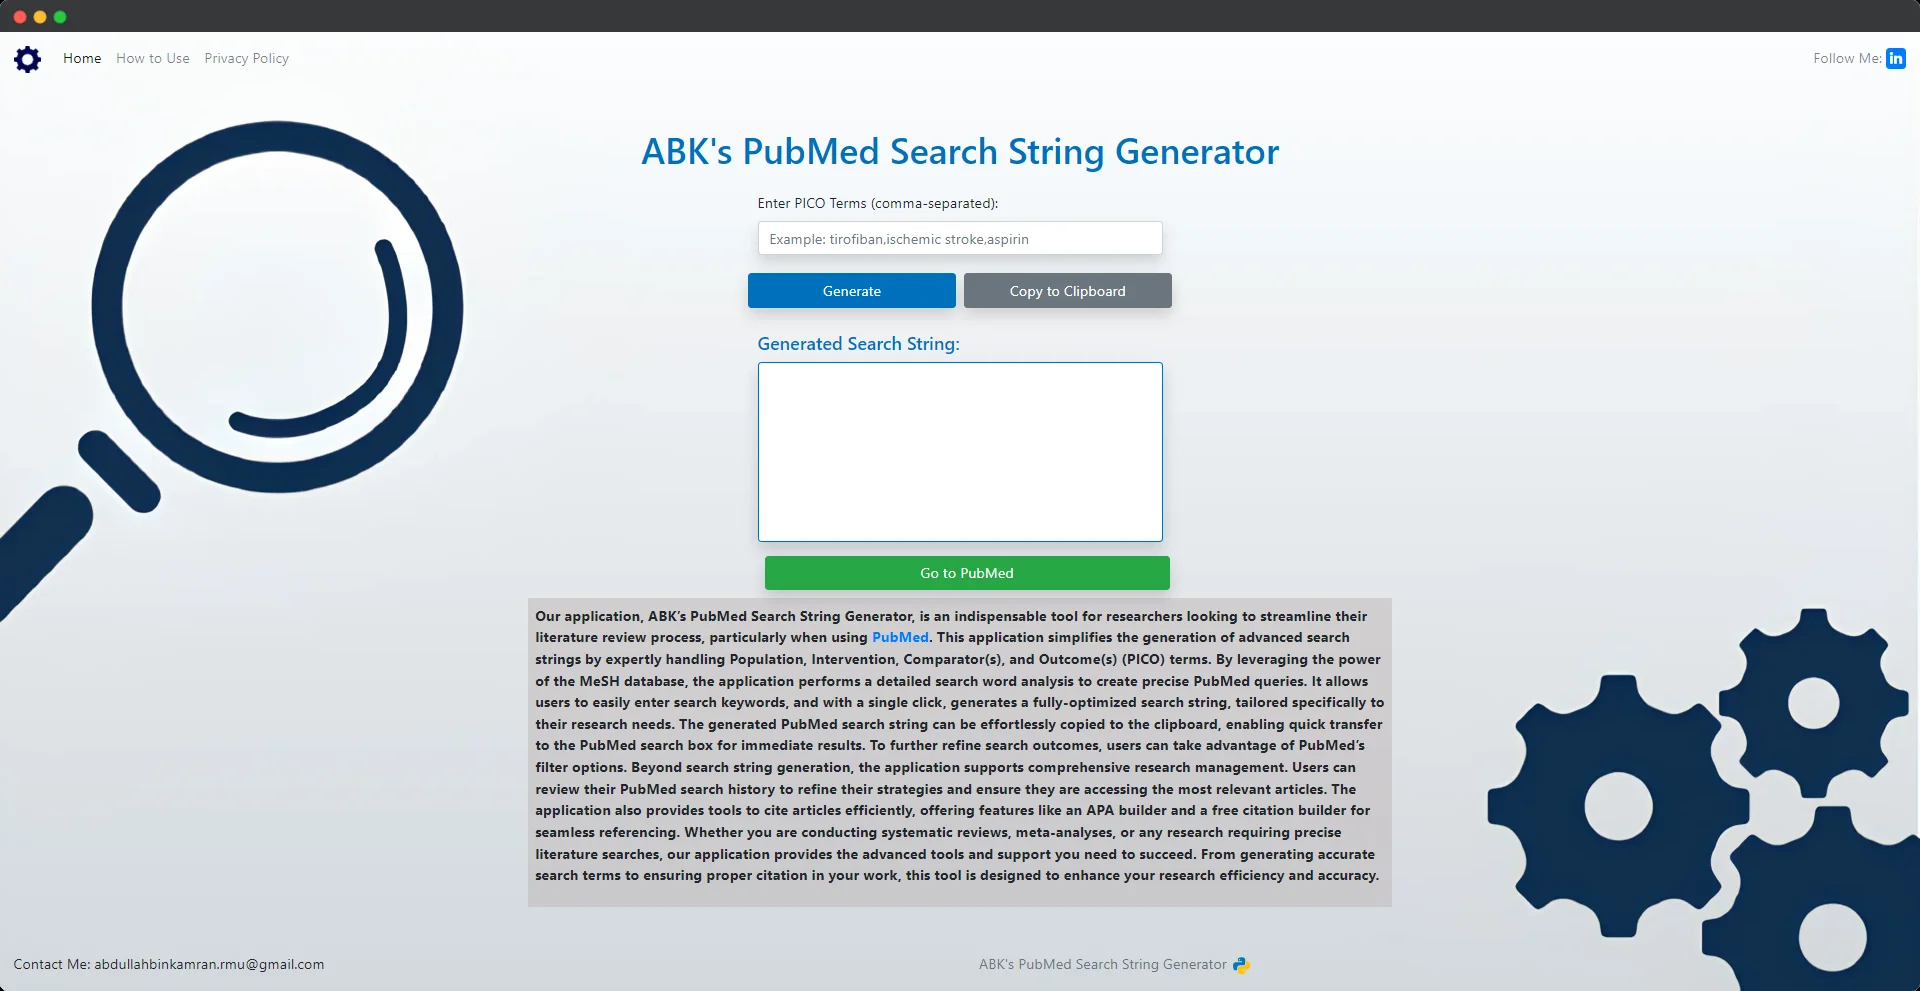 Home How to Use Privacy Policy
Follow Me: in
ABK's PubMed Search String Generator
Enter PICO Terms (comma-separated):
Example: tirofiban,ischemic stroke,aspirin
Generate Copy to Clipboard
Generated Search String:
Go to PubMed
Our application, ABK’s PubMed Search String Generator, is an indispensable tool for researchers looking to streamline their
literature review process, particularly when using PubMed. This application simplifies the generation of advanced search
strings by expertly handling Population, Intervention, Comparator(s), and Outcome(s) (PICO) terms. By leveraging the power
of the MeSH database, the application performs a detailed search word analysis to create precise PubMed queries. It allows
users to easily enter search keywords, and with a single click, generates a fully-optimized search string, tailored specifically to
their research needs. The generated PubMed search string can be effortlessly copied to the clipboard, enabling quick transfer
to the PubMed search box for immediate results. To further refine search outcomes, users can take advantage of PubMed’s
filter options. Beyond search string generation, the application supports comprehensive research management. Users can
review their PubMed search history to refine their strategies and ensure they are accessing the most relevant articles. The
application also provides tools to cite articles efficiently, offering features like an APA builder and a free citation builder for
seamless referencing. Whether you are conducting systematic reviews, meta-analyses, or any research requiring precise
literature searches, our application provides the advanced tools and support you need to succeed. From generating accurate
search terms to ensuring proper citation in your work, this tool is designed to enhance your research efficiency and accuracy.
Contact Me: abdullahbinkamran.rmu@gmail.com
ABK's PubMed Search String Generator